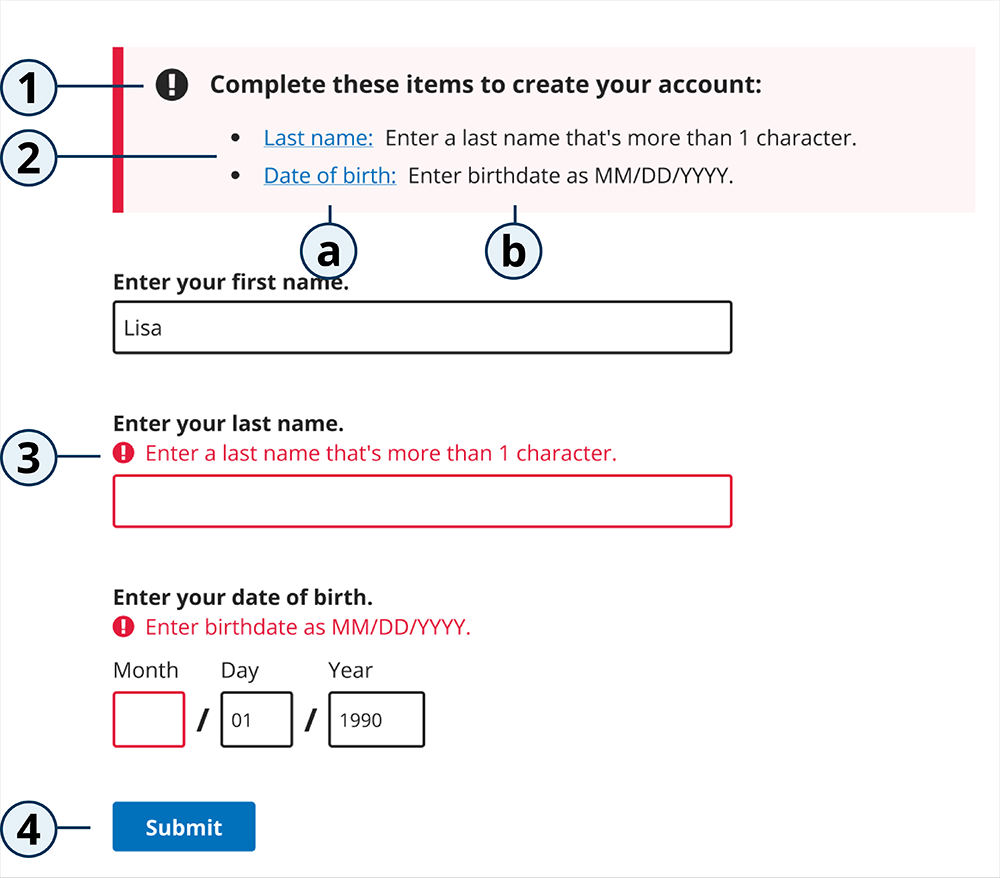 1
! Complete these items to create your account:
2
• Last name: Enter a last name that's more than 1 character.
• Date of birth: Enter birthdate as MM/DD/YYYY.
a b
Enter your first name.
Lisa
Enter your last name.
3
! Enter a last name that's more than 1 character.
Enter your date of birth.
! Enter birthdate as MM/DD/YYYY.
Month Day Year
/ 01 / 1990
4
Submit